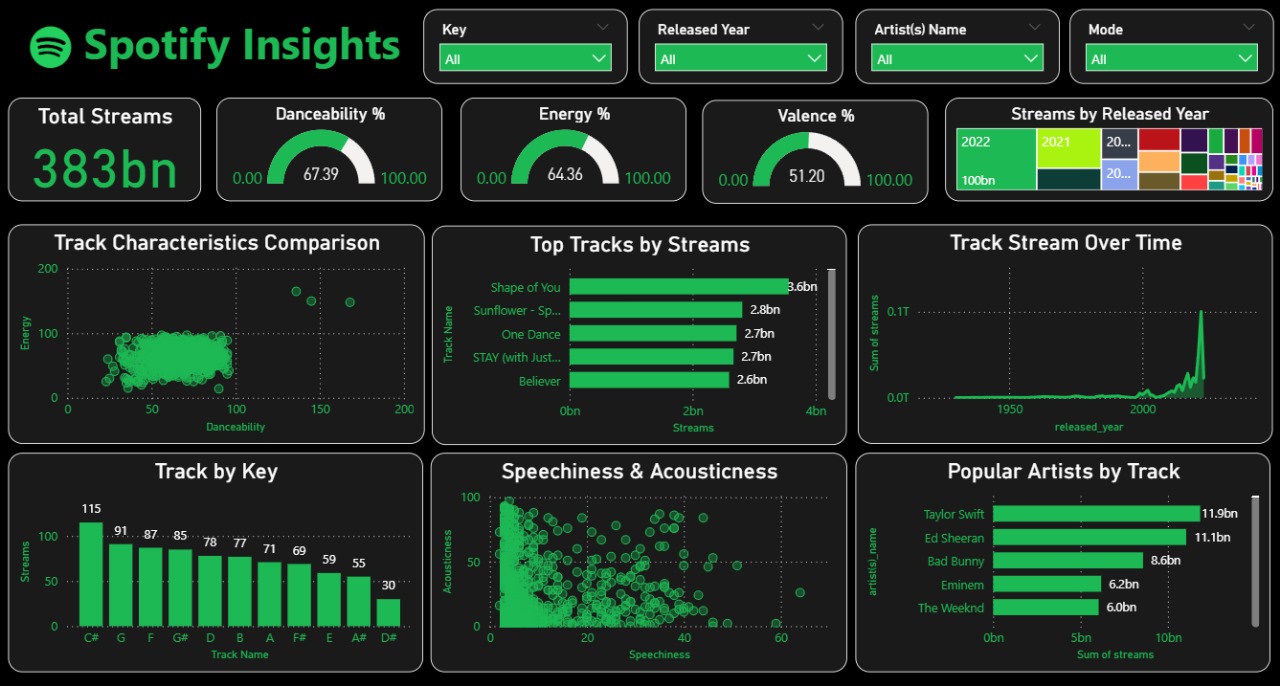 Spotify Insights
Key
All
Released Year
All
Artist(s) Name
All
Mode
All
Total Streams
383bn
Danceability %
67.39
0.00
100.00
Energy %
64.36
0.00
100.00
Valence %
51.20
0.00
100.00
Streams by Released Year
2022
100bn
2021
20...
20...
Track Characteristics Comparison
Energy
200
100
0
0
50
100
150
200
Danceability
Top Tracks by Streams
Track Name
Shape of You
3.6bn
Sunflower - Sp...
2.8bn
One Dance
2.7bn
STAY (with Just...
2.7bn
Believer
2.6bn
0bn
2bn
4bn
Streams
Track Stream Over Time
Sum of streams
0.1T
0.0T
1950
2000
released_year
Track by Key
Streams
100
50
0
115
91
87
85
78
77
71
69
59
55
30
C#
G
F
G#
D
B
A
F#
E
A#
D#
Track Name
Speechiness & Acousticness
Acousticness
100
50
0
0
20
40
60
Speechiness
Popular Artists by Track
artist(s)_name
Taylor Swift
11.9bn
Ed Sheeran
11.1bn
Bad Bunny
8.6bn
Eminem
6.2bn
The Weeknd
6.0bn
0bn
5bn
10bn
Sum of streams